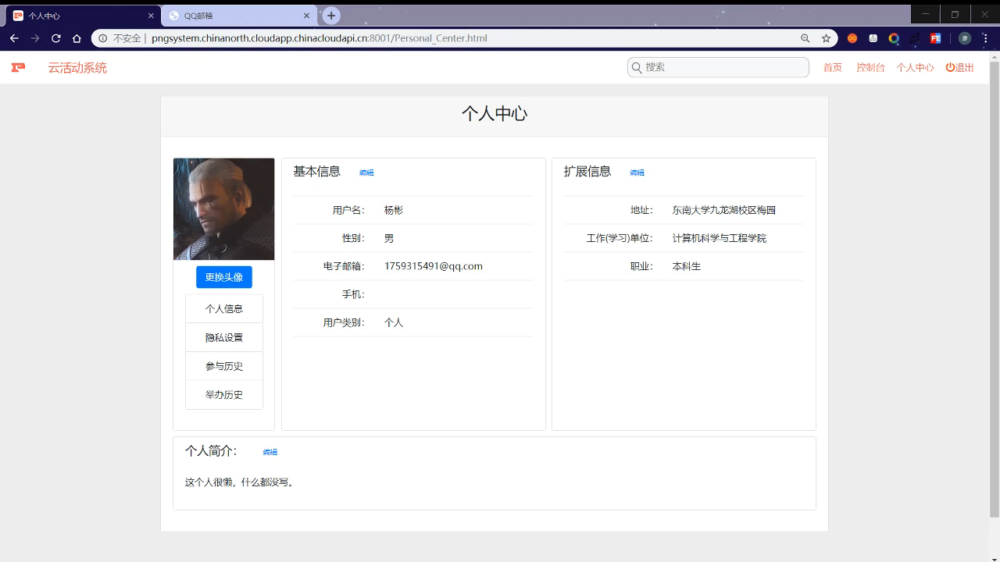 个人中心
QQ邮箱
不安全 | pngsystem.chinanorth.cloudapp.chinacloudapi.cn:8001/Personal_Center.html
云活动系统
搜索
首页 控制台 个人中心 退出
个人中心
更换头像
个人信息
隐私设置
参与历史
举办历史
基本信息 编辑
用户名： 杨彬
性别： 男
电子邮箱： 1759315491@qq.com
手机：
用户类别： 个人
扩展信息 编辑
地址： 东南大学九龙湖校区梅园
工作(学习)单位： 计算机科学与工程学院
职业： 本科生
个人简介： 编辑
这个人很懒，什么都没写。